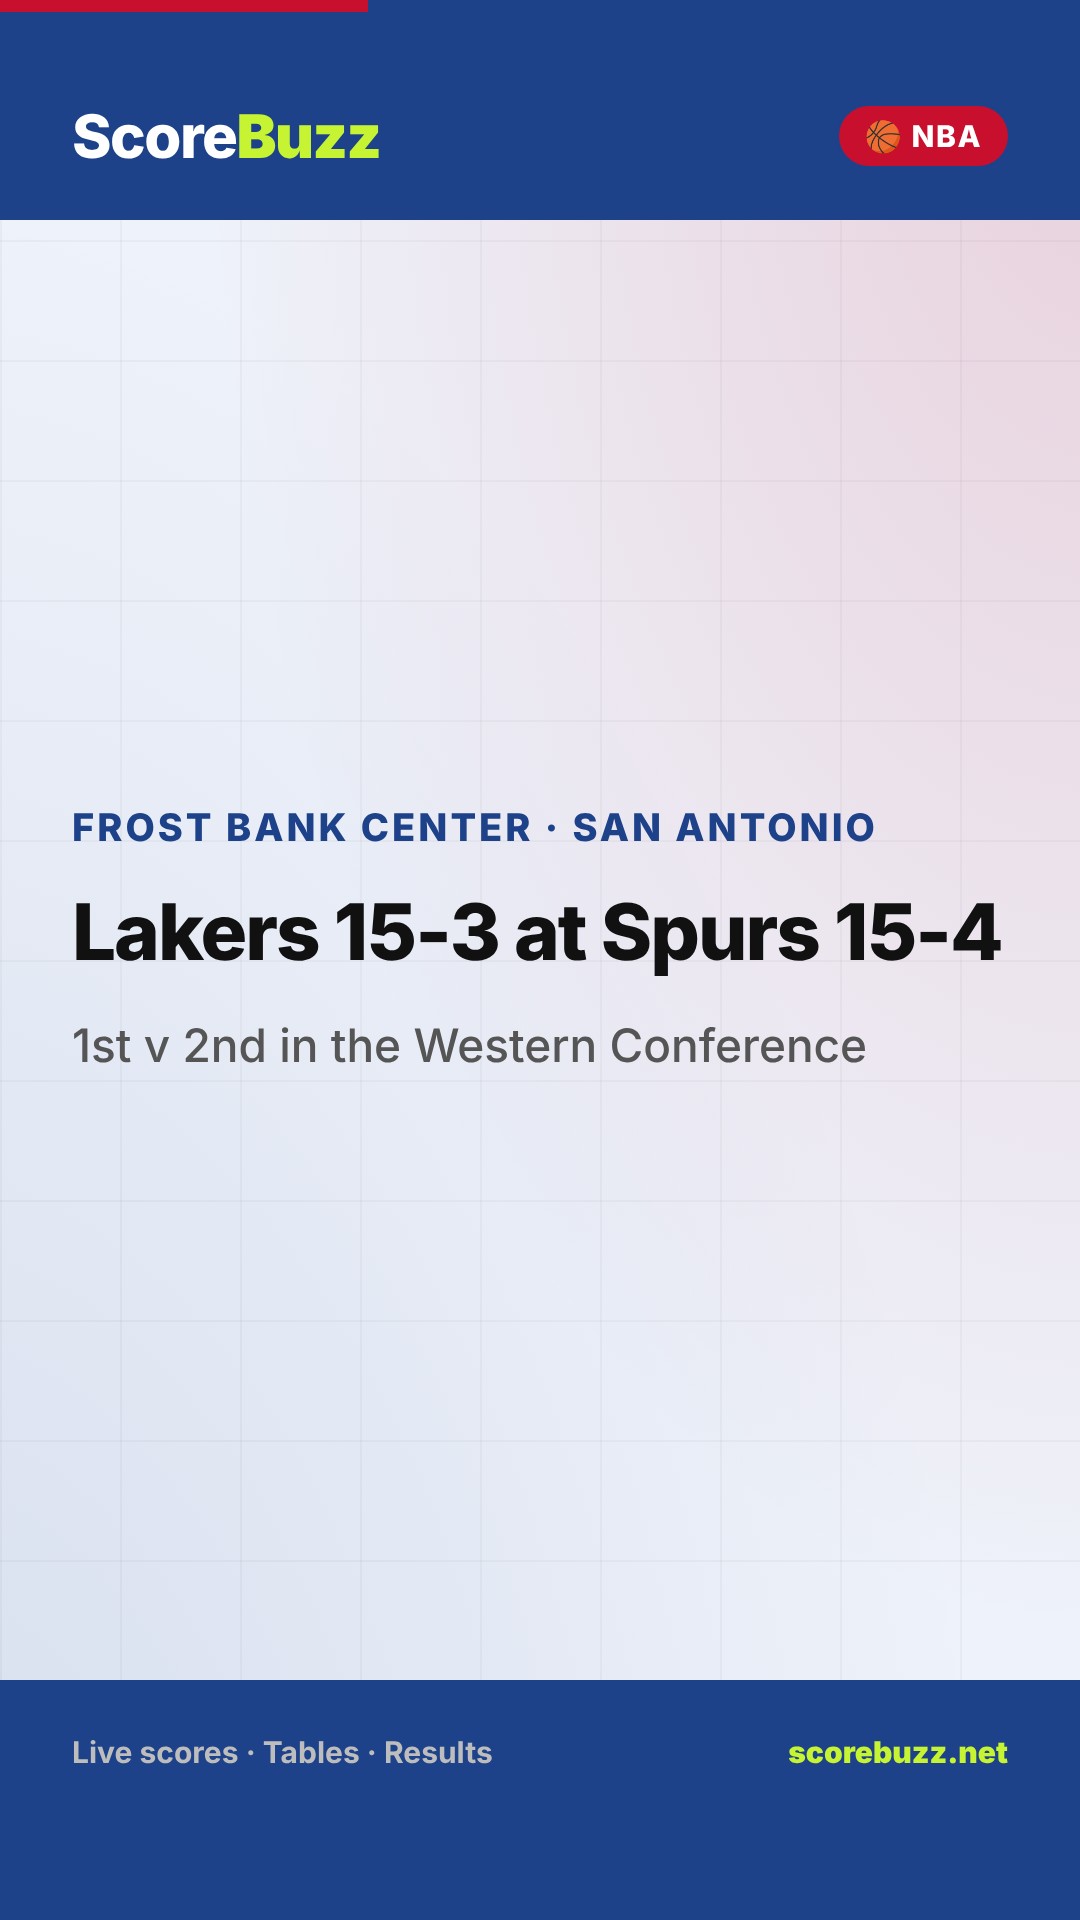 ScoreBuzz
🏀 NBA
FROST BANK CENTER · SAN ANTONIO
Lakers 15-3 at Spurs 15-4
1st v 2nd in the Western Conference
Live scores · Tables · Results
scorebuzz.net